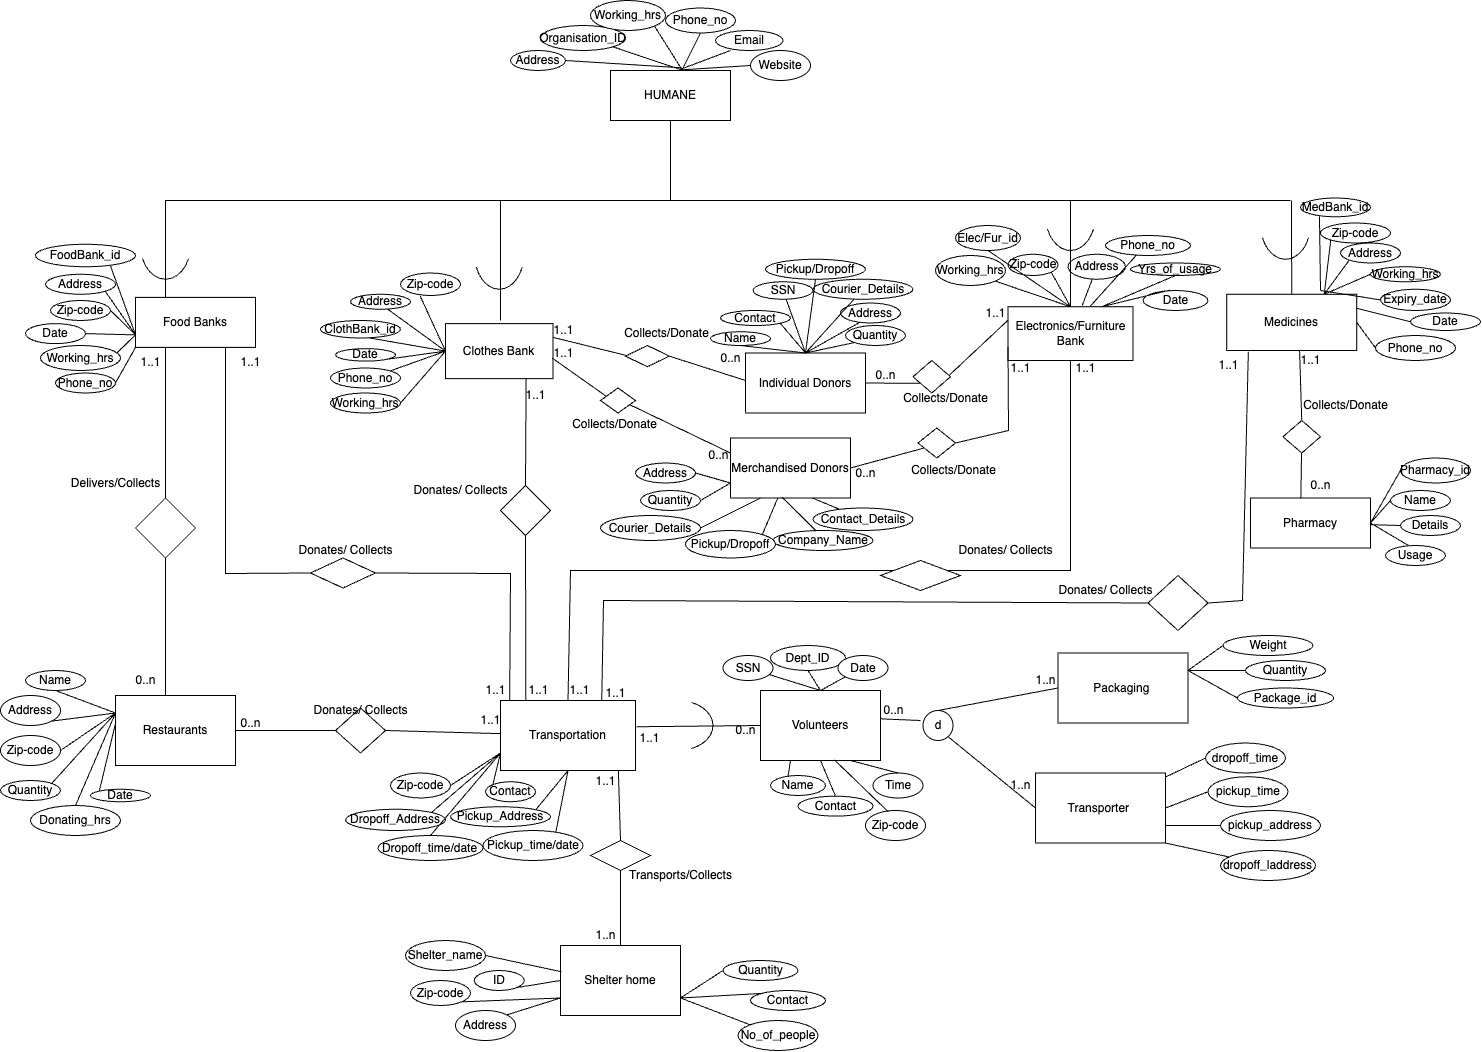 Working_hrs
Phone_no
Organisation_ID
Email
Address
Website
HUMANE
FoodBank_id
Address
Zip-code
Date
Working_hrs
Phone_no
Food Banks
1..1
1..1
Zip-code
Address
ClothBank_id
Date
Phone_no
Working_hrs
Clothes Bank
1..1
1..1
1..1
Collects/Donate
0..n
Pickup/Dropoff
SSN
Courier_Details
Contact
Address
Name
Quantity
Individual Donors
0..n
Collects/Donate
1..1
Elec/Fur_id
Phone_no
Working_hrs
Zip-code
Address
Yrs_of_usage
Date
Electronics/Furniture
Bank
1..1
1..1
MedBank_id
Zip-code
Address
Working_hrs
Expiry_date
Date
Phone_no
Medicines
1..1
1..1
Collects/Donate
0..n
Collects/Donate
0..n
Merchandised Donors
0..n
Collects/Donate
Address
Quantity
Courier_Details
Pickup/Dropoff
Company_Name
Contact_Details
Pharmacy_id
Name
Details
Usage
Pharmacy
Delivers/Collects
Donates/ Collects
Donates/ Collects
Donates/ Collects
Donates/ Collects
0..n
Name
Address
Zip-code
Quantity
Date
Donating_hrs
Restaurants
0..n
Donates/ Collects
1..1
1..1
1..1
1..1
1..1
Transportation
1..1
1..1
Zip-code
Contact
Dropoff_Address
Pickup_Address
Dropoff_time/date
Pickup_time/date
SSN
Dept_ID
Date
Volunteers
0..n
0..n
Name
Contact
Time
Zip-code
d
1..n
Packaging
Weight
Quantity
Package_id
1..n
Transporter
dropoff_time
pickup_time
pickup_address
dropoff_laddress
Transports/Collects
1..n
Shelter_name
ID
Zip-code
Address
Shelter home
Quantity
Contact
No_of_people